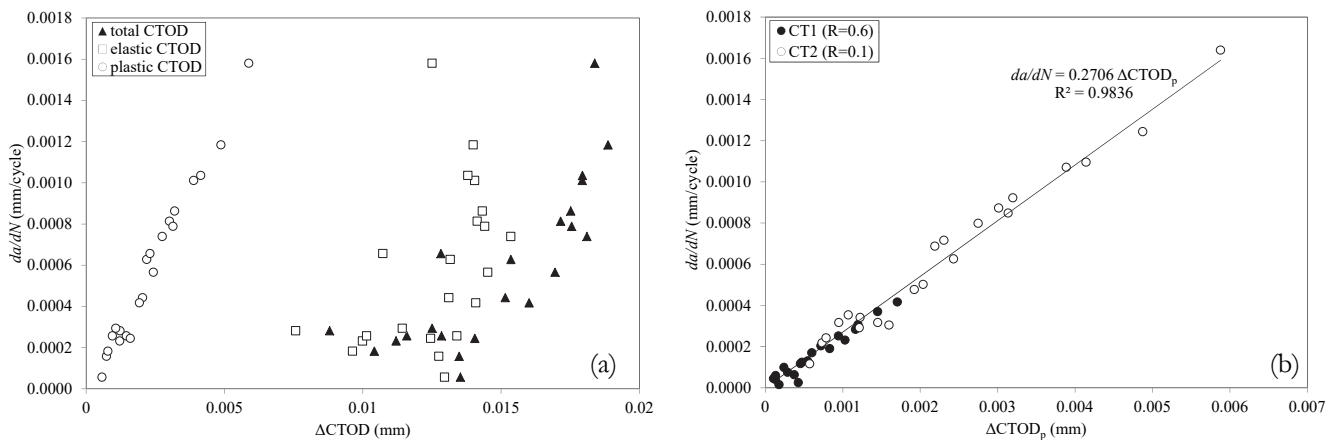 0.0018
0.0016
0.0014
0.0012
0.0010
0.0008
0.0006
0.0004
0.0002
0.0000
da/dN (mm/cycle)
total CTOD
elastic CTOD
plastic CTOD
(a)
0
0.005
0.01
0.015
0.02
ΔCTOD (mm)
0.0018
0.0016
0.0014
0.0012
0.0010
0.0008
0.0006
0.0004
0.0002
0.0000
da/dN (mm/cycle)
CT1 (R=0.6)
CT2 (R=0.1)
da/dN = 0.2706 ΔCTODp
R² = 0.9836
(b)
0
0.001
0.002
0.003
0.004
0.005
0.006
0.007
ΔCTODp (mm)